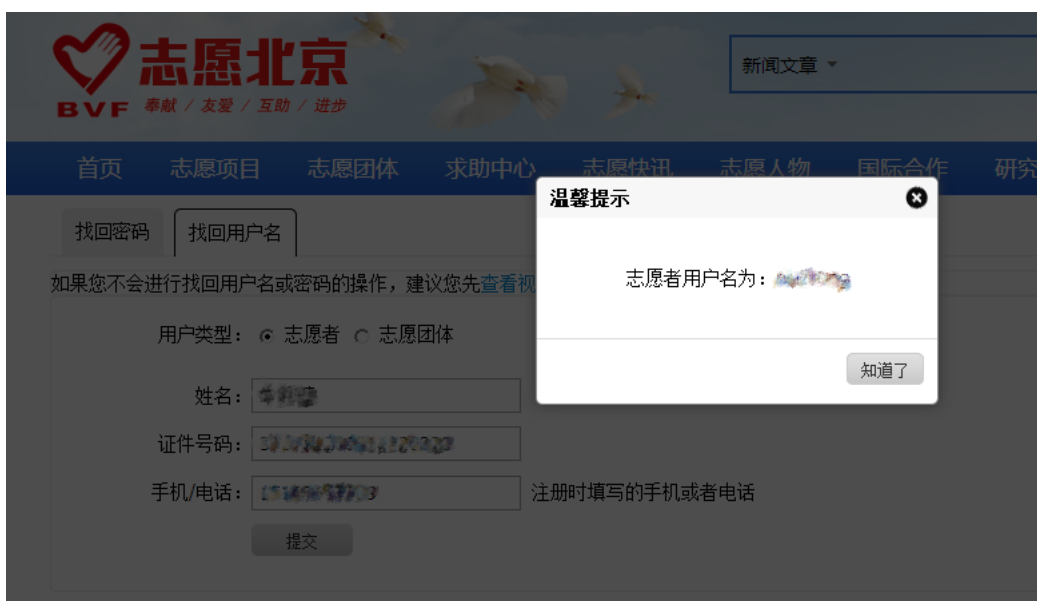 志愿北京
BVF 奉献 / 友爱 / 互助 / 进步
新闻文章
首页 志愿项目 志愿团体 求助中心 志愿快讯 志愿人物 国际合作 研究
温馨提示
找回密码 找回用户名
志愿者用户名为：
如果您不会进行找回用户名或密码的操作，建议您先查看视
用户类型： 志愿者 志愿团体
知道了
姓名：
证件号码：
手机/电话： 注册时填写的手机或者电话
提交